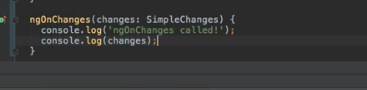 ngOnChanges(changes: SimpleChanges) {
console.log('ngOnChanges called!');
console.log(changes);
}